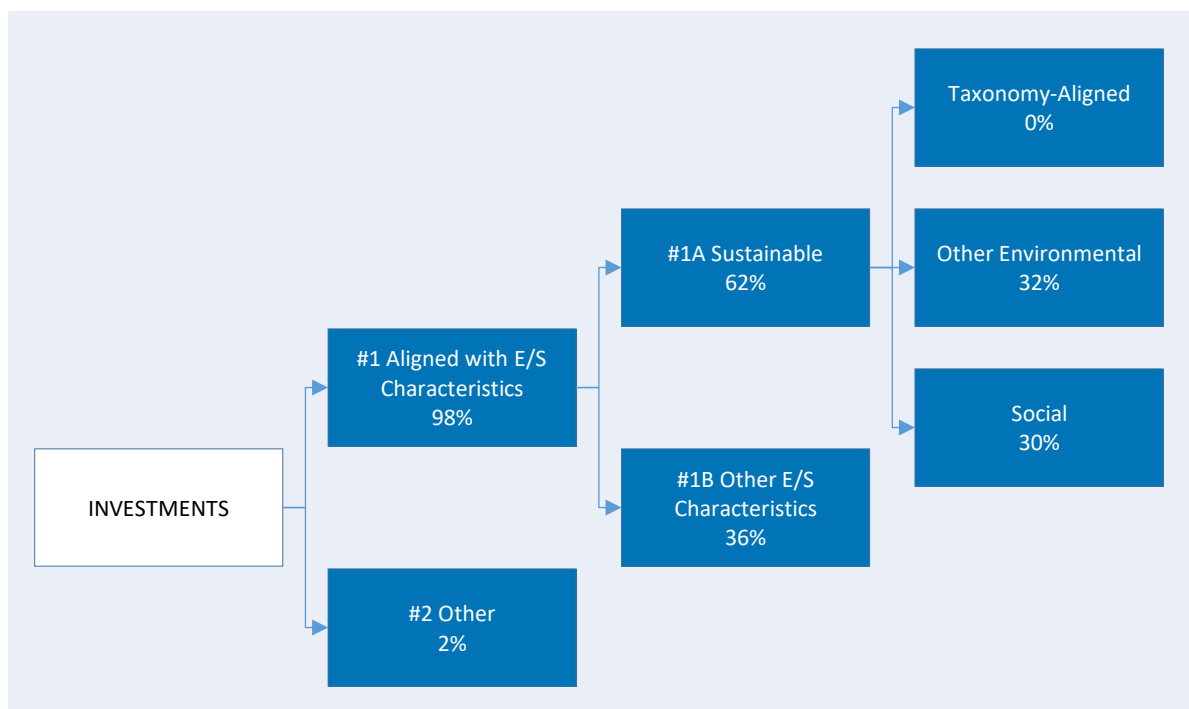 INVESTMENTS
#1 Aligned with E/S
Characteristics
98%
#2 Other
2%
#1A Sustainable
62%
#1B Other E/S
Characteristics
36%
Taxonomy-Aligned
0%
Other Environmental
32%
Social
30%